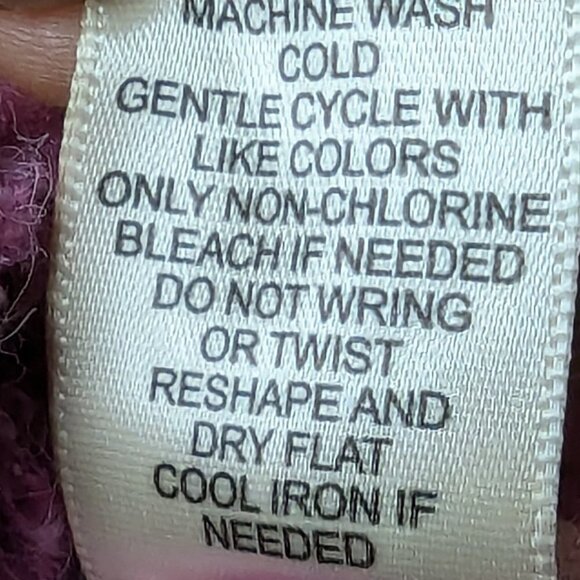 MACHINE WASH
COLD
GENTLE CYCLE WITH
LIKE COLORS
ONLY NON-CHLORINE
BLEACH IF NEEDED
DO NOT WRING
OR TWIST
RESHAPE AND
DRY FLAT
COOL IRON IF
NEEDED